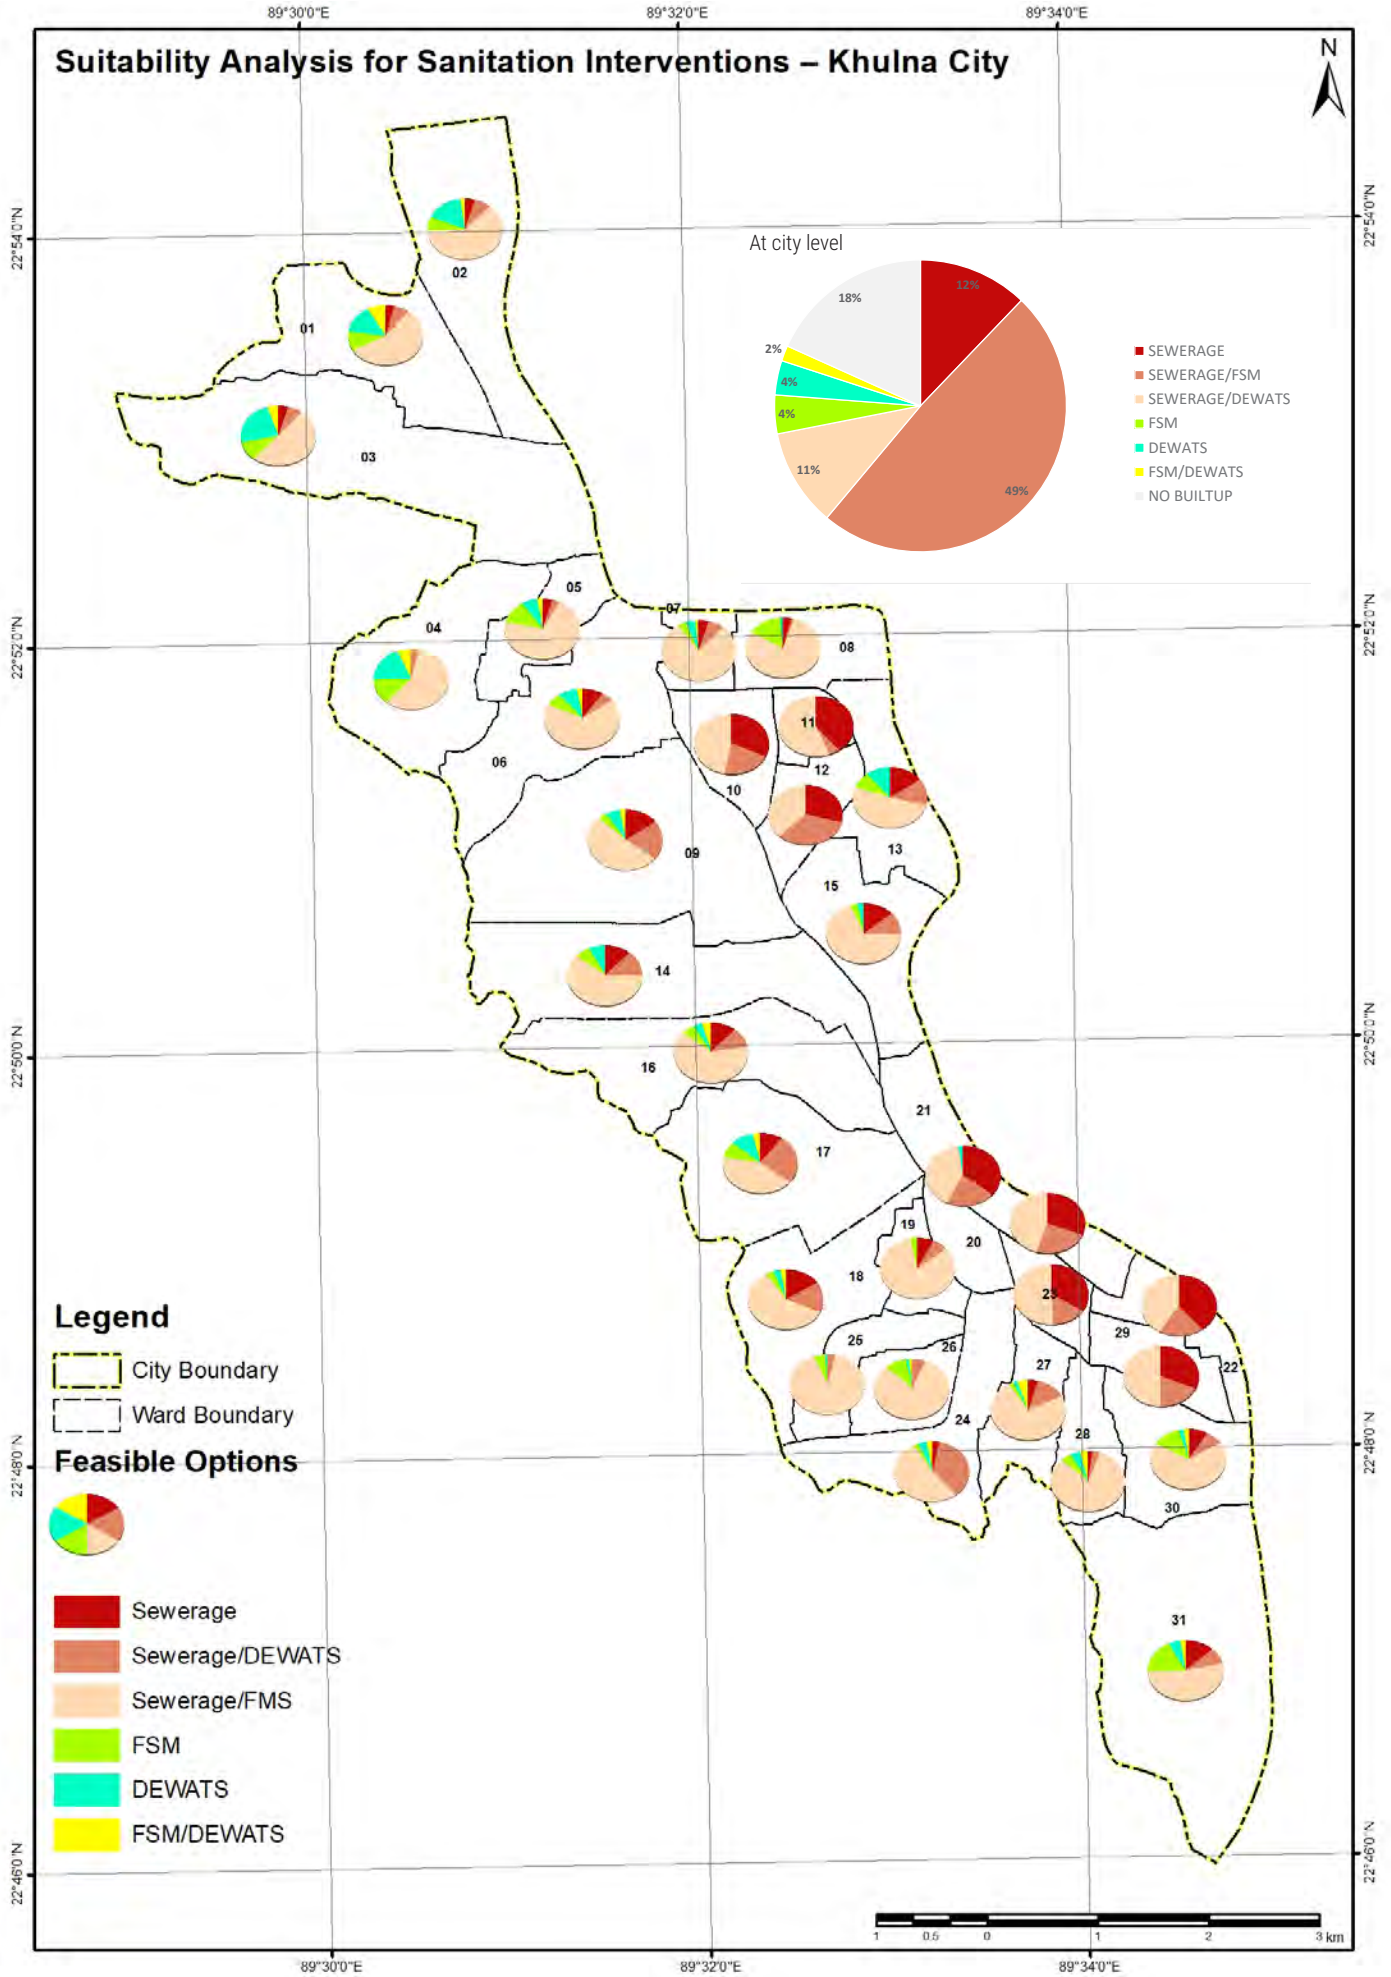 89°30'0"E
89°32'0"E
89°34'0"E
Suitability Analysis for Sanitation Interventions – Khulna City
N
22°54'0"N
22°54'0"N
At city level
12%
49%
11%
4%
4%
2%
18%
SEWERAGE
SEWERAGE/FSM
SEWERAGE/DEWATS
FSM
DEWATS
FSM/DEWATS
NO BUILTUP
02
01
03
05
07
04
08
22°52'0"N
22°52'0"N
11
06
12
10
09
13
15
14
22°50'0"N
22°50'0"N
16
21
17
19
20
18
23
25
26
29
27
22
24
28
30
22°48'0"N
22°48'0"N
31
Legend
City Boundary
Ward Boundary
Feasible Options
Sewerage
Sewerage/DEWATS
Sewerage/FMS
FSM
DEWATS
FSM/DEWATS
22°46'0"N
22°46'0"N
1 0.5 0 1 2 3 km
89°30'0"E
89°32'0"E
89°34'0"E